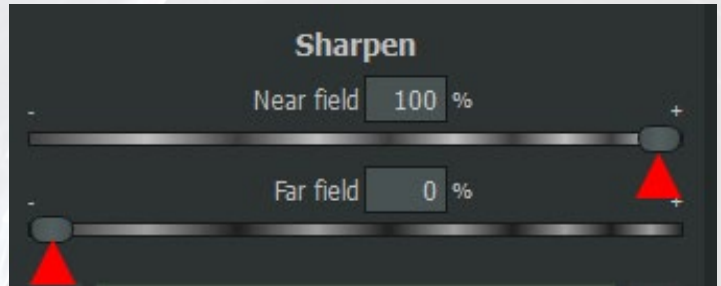 Sharpen
Near field 100 %
- +
Far field 0 %
- +